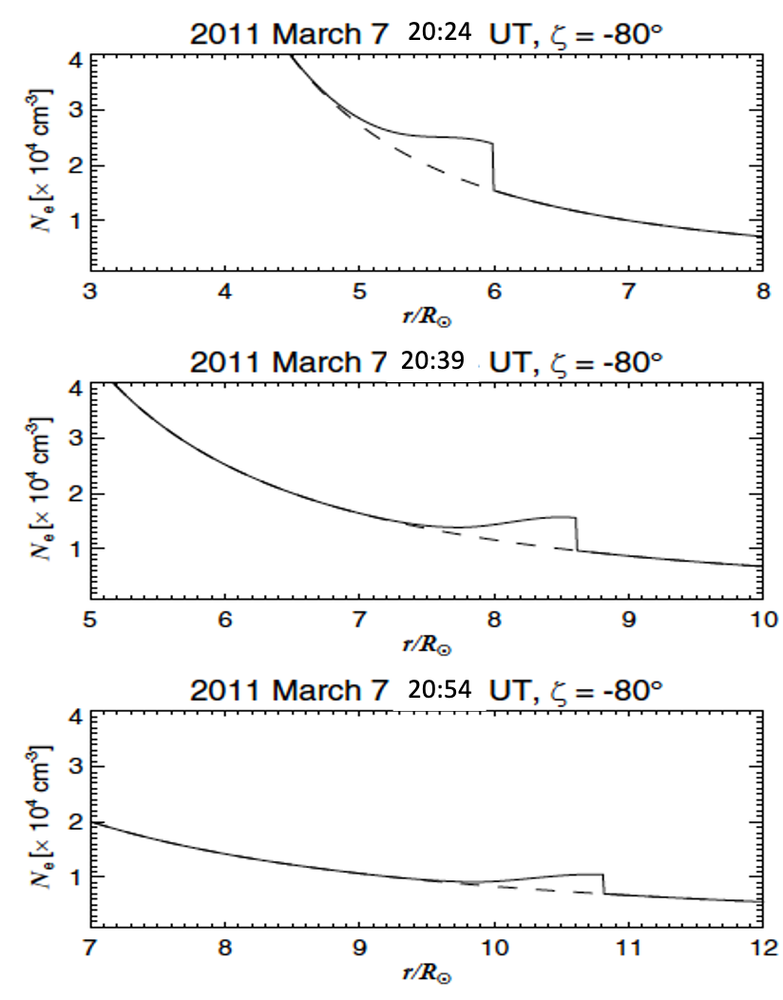 2011 March 7 20:24 UT, ζ = -80°
4
3
2
1
Nₑ [× 10⁴ cm⁻³]
3 4 5 6 7 8
r/R☉
2011 March 7 20:39 UT, ζ = -80°
4
3
2
1
Nₑ [× 10⁴ cm⁻³]
5 6 7 8 9 10
r/R☉
2011 March 7 20:54 UT, ζ = -80°
4
3
2
1
Nₑ [× 10⁴ cm⁻³]
7 8 9 10 11 12
r/R☉